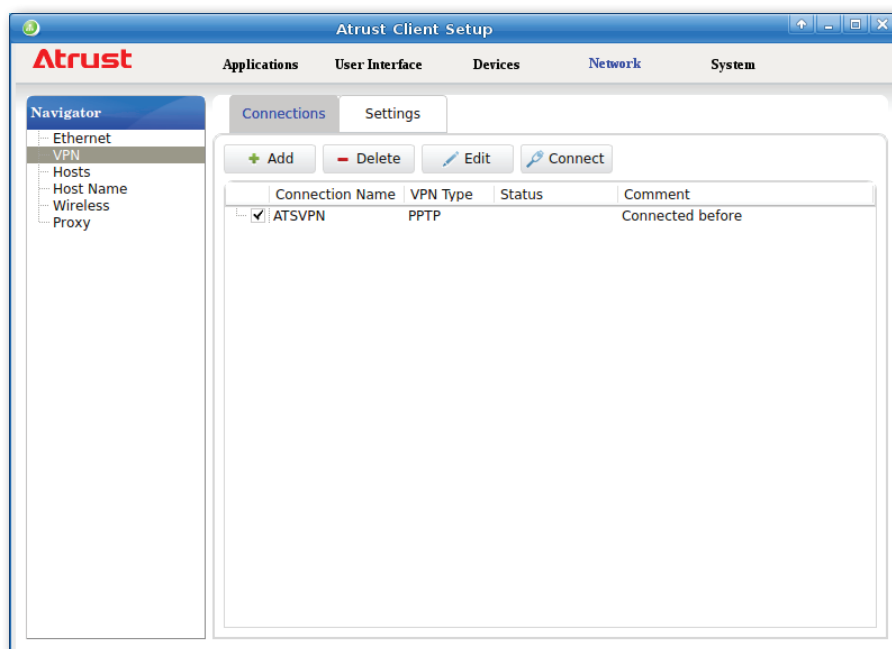 Atrust Client Setup
Atrust
Applications User Interface Devices Network System
Navigator
Ethernet
VPN
Hosts
Host Name
Wireless
Proxy
Connections Settings
Add Delete Edit Connect
Connection Name VPN Type Status Comment
ATSVPN PPTP Connected before